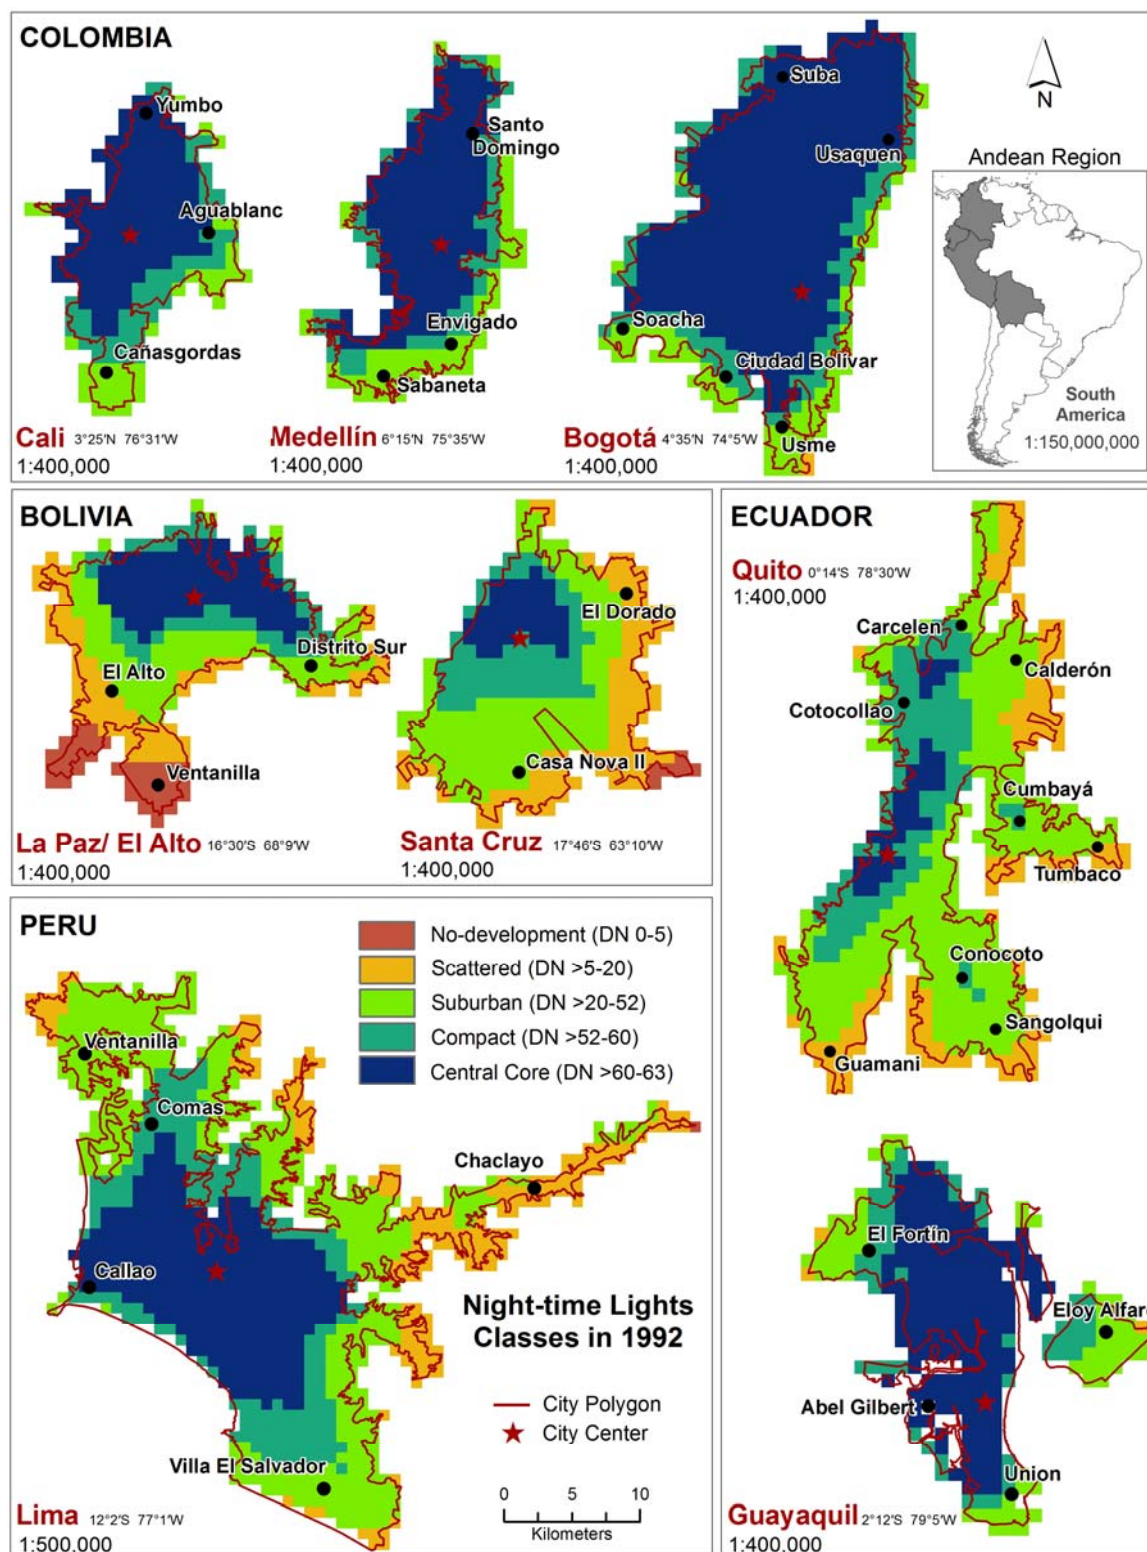 COLOMBIA
Yumbo
Aguablanc
Cañasgordas
Cali 3°25'N 76°31'W
1:400,000
Santo
Domingo
Envigado
Sabaneta
Medellín 6°15'N 75°35'W
1:400,000
Suba
Usaquen
Soacha
Ciudad Bolívar
Usme
Bogotá 4°35'N 74°5'W
1:400,000
N
Andean Region
South
America
1:150,000,000
BOLIVIA
El Alto
Distrito Sur
Ventanilla
La Paz/ El Alto 16°30'S 68°9'W
1:400,000
El Dorado
Casa Nova II
Santa Cruz 17°46'S 63°10'W
1:400,000
ECUADOR
Quito 0°14'S 78°30'W
1:400,000
Carcelen
Calderón
Cotocollao
Cumbayá
Tumbaco
Conocoto
Sangolqui
Guamani
El Fortín
Eloy Alfaro
Abel Gilbert
Union
Guayaquil 2°12'S 79°5'W
1:400,000
PERU
No-development (DN 0-5)
Scattered (DN >5-20)
Suburban (DN >20-52)
Compact (DN >52-60)
Central Core (DN >60-63)
Ventanilla
Comas
Chaclayo
Callao
Villa El Salvador
Night-time Lights
Classes in 1992
City Polygon
City Center
0 5 10
Kilometers
Lima 12°2'S 77°1'W
1:500,000